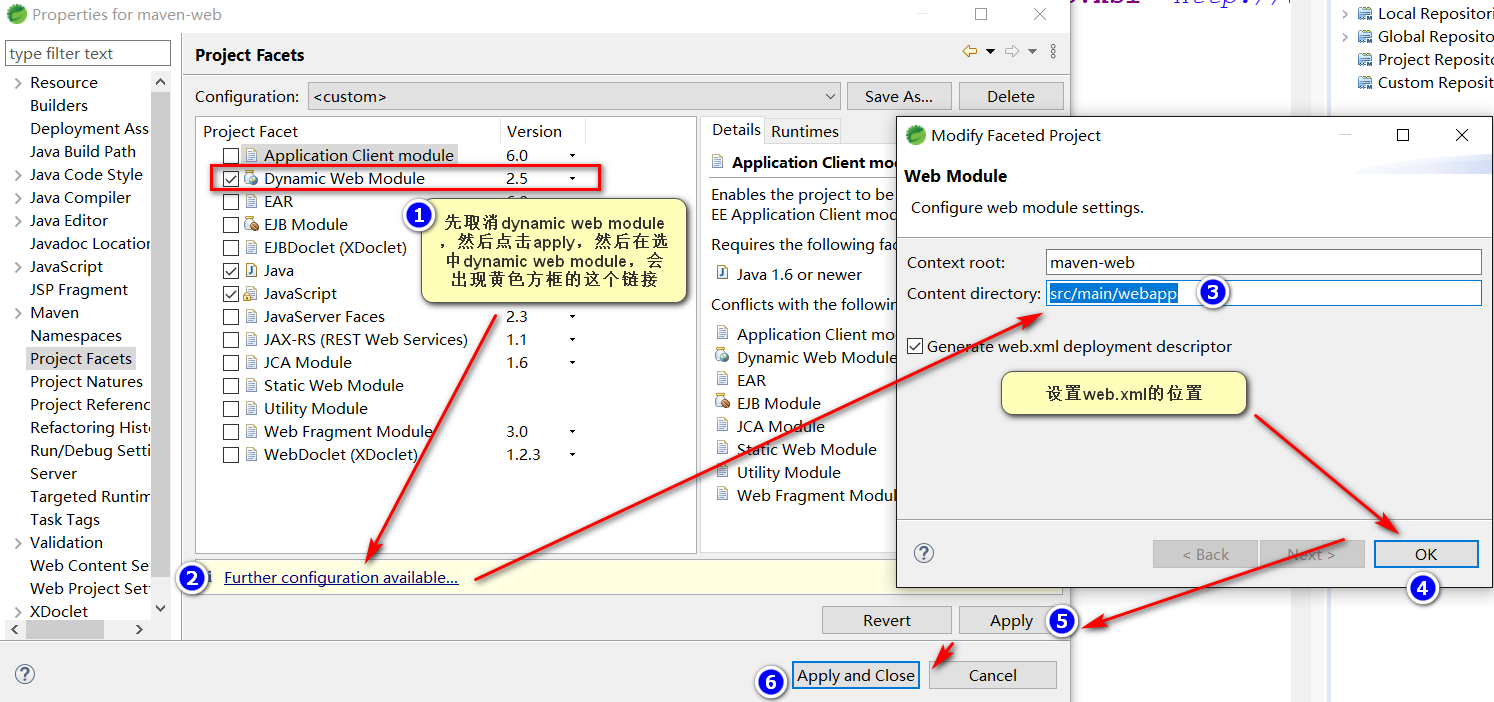 Properties for maven-web
type filter text
Resource
Builders
Deployment Ass
Java Build Path
Java Code Style
Java Compiler
Java Editor
Javadoc Location
JavaScript
JSP Fragment
Maven
Namespaces
Project Facets
Project Natures
Project Referenc
Refactoring Histo
Run/Debug Setti
Server
Targeted Runtim
Task Tags
Validation
Web Content Se
Web Project Set
XDoclet
Project Facets
Configuration: <custom> Save As... Delete
Project Facet Version
Application Client module 6.0
Dynamic Web Module 2.5
EAR
EJB Module
EJBDoclet (XDoclet)
Java
JavaScript
JavaServer Faces 2.3
JAX-RS (REST Web Services) 1.1
JCA Module 1.6
Static Web Module
Utility Module
Web Fragment Module 3.0
WebDoclet (XDoclet) 1.2.3
1
先取消dynamic web module
，然后点击apply，然后在选
中dynamic web module，会
出现黄色方框的这个链接
2 Further configuration available...
Details Runtimes
Application Client mo
Enables the project to be
EE Application Client mod
Requires the following fac
Java 1.6 or newer
Conflicts with the followin
Application Client mo
Dynamic Web Module
EAR
EJB Module
JCA Module
Static Web Module
Utility Module
Web Fragment Modul
Revert Apply 5
6 Apply and Close Cancel
Local Repositori
Global Reposito
Project Reposito
Custom Reposit
Modify Faceted Project
Web Module
Configure web module settings.
Context root: maven-web
Content directory: src/main/webapp 3
Generate web.xml deployment descriptor
设置web.xml的位置
< Back Next > OK
4